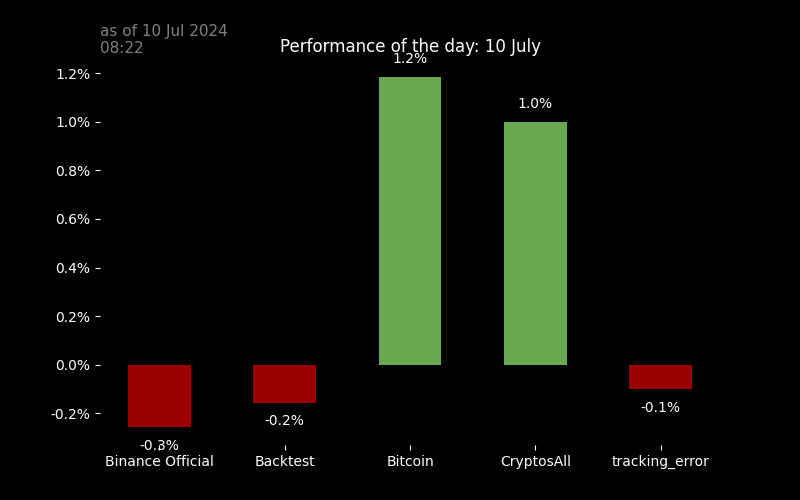 as of 10 Jul 2024
08:22
Performance of the day: 10 July
1.2%
1.2%
1.0%
1.0%
0.8%
0.6%
0.4%
0.2%
0.0%
-0.2%
-0.2%
-0.1%
-0.3%
Binance Official
Backtest
Bitcoin
CryptosAll
tracking_error